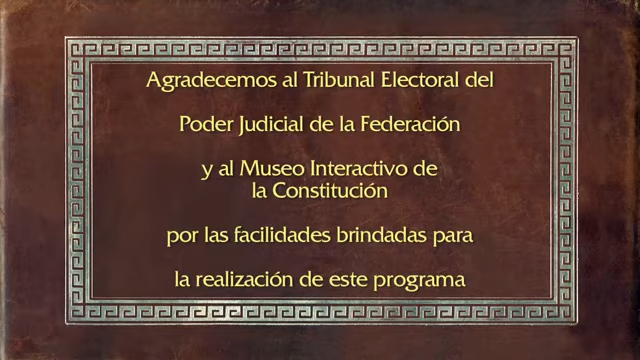 Agradecemos al Tribunal Electoral del
Poder Judicial de la Federación
y al Museo Interactivo de
la Constitución
por las facilidades brindadas para
la realización de este programa